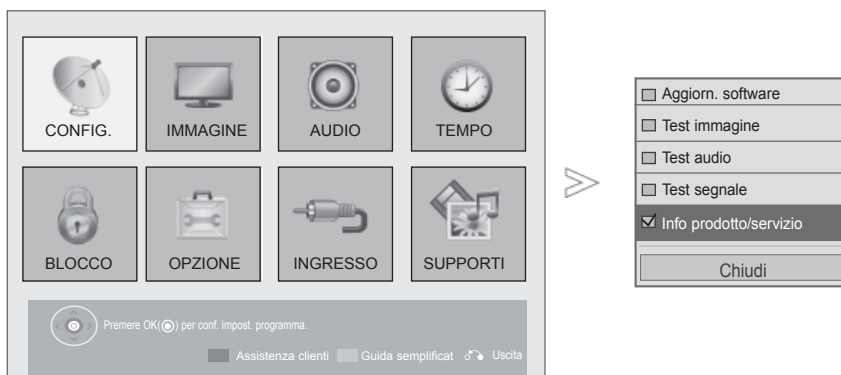 CONFIG. IMMAGINE AUDIO TEMPO
BLOCCO OPZIONE INGRESSO SUPPORTI
Premere OK(◉) per conf. impost. programma.
Assistenza clienti Guida semplificat Uscita
Aggiorn. software
Test immagine
Test audio
Test segnale
Info prodotto/servizio
Chiudi